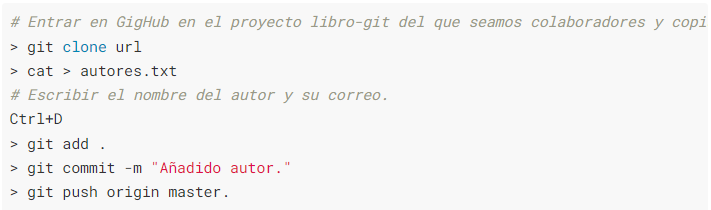 # Entrar en GigHub en el proyecto libro-git del que seamos colaboradores y copi
> git clone url
> cat > autores.txt
# Escribir el nombre del autor y su correo.
Ctrl+D
> git add .
> git commit -m "Añadido autor."
> git push origin master.